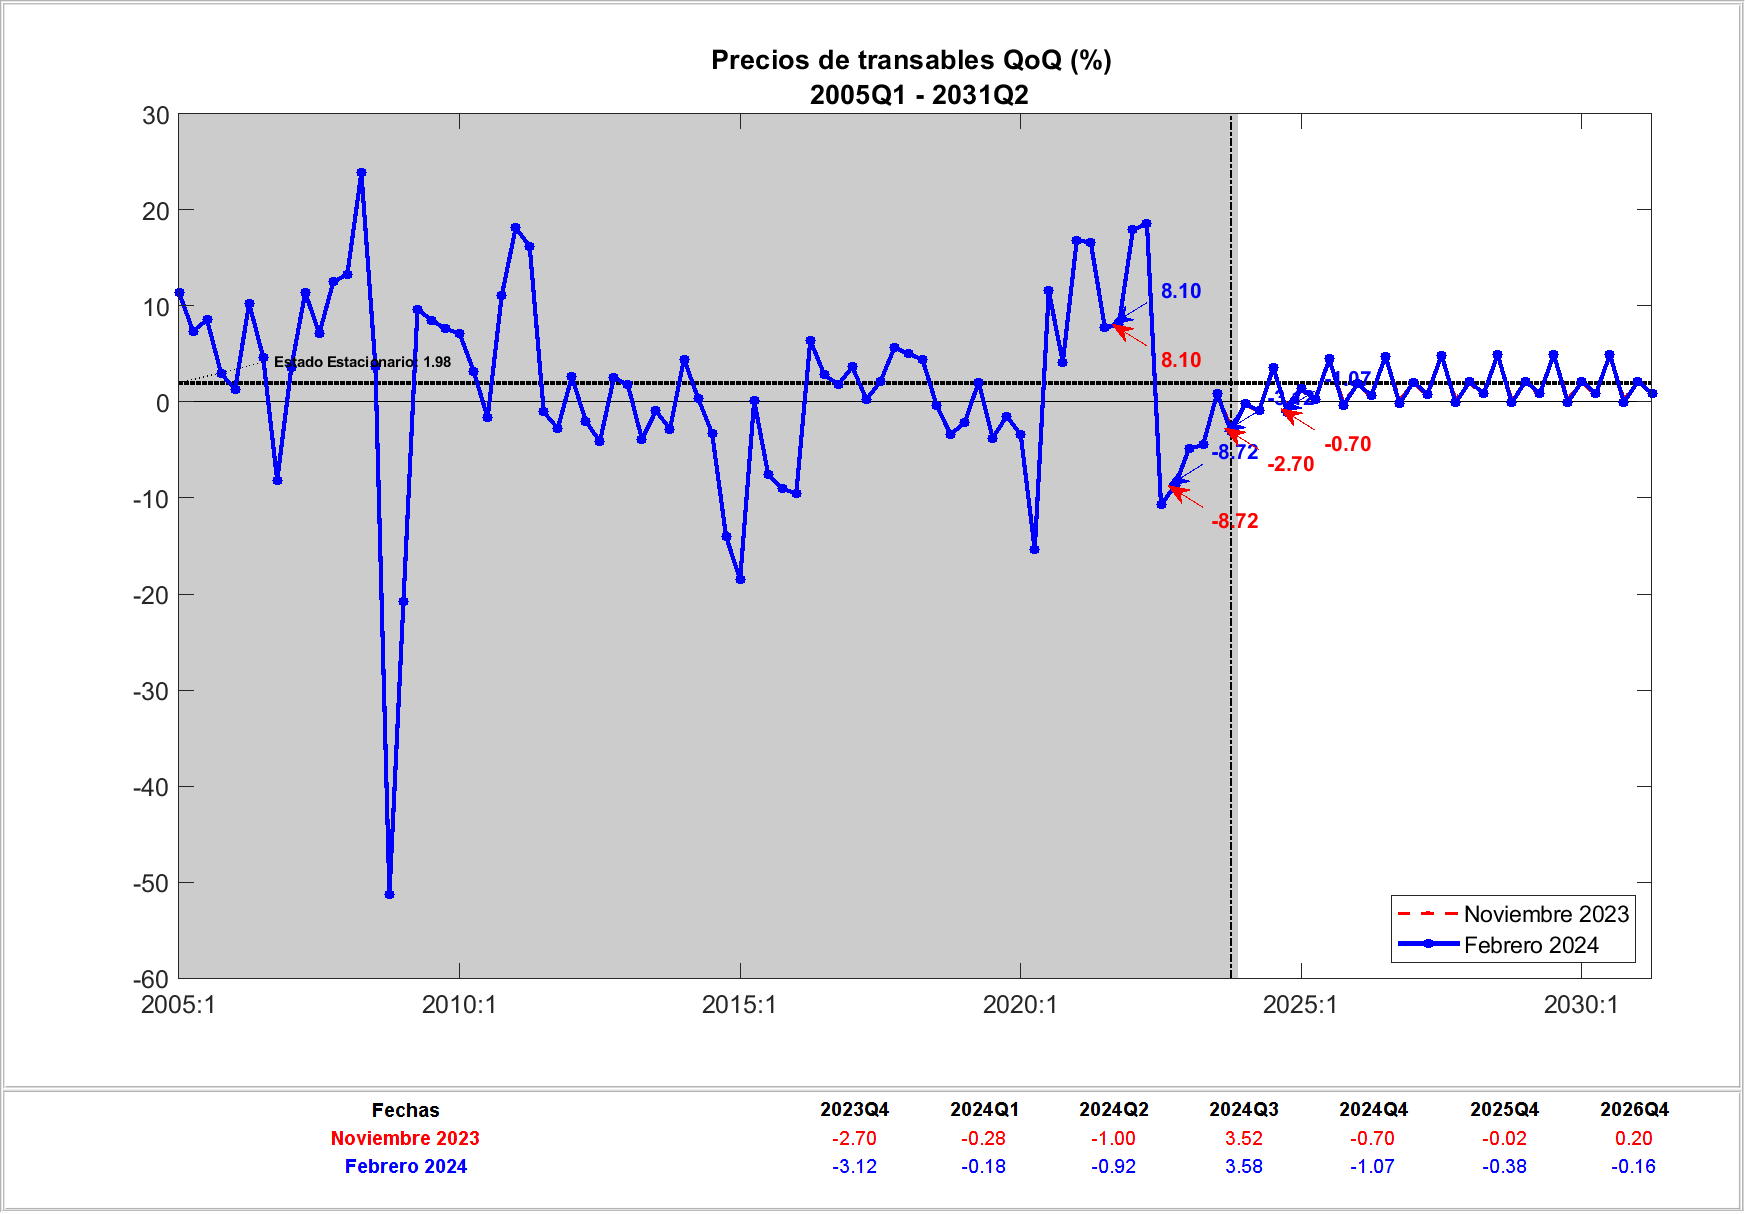 Precios de transables QoQ (%)
2005Q1 - 2031Q2
30
20
10
0
-10
-20
-30
-40
-50
-60
2005:1
2010:1
2015:1
2020:1
2025:1
2030:1
Estado Estacionario: 1.98
8.10
8.10
-8.72
-8.72
-2.70
-1.07
-0.70
Noviembre 2023
Febrero 2024
Fechas 2023Q4 2024Q1 2024Q2 2024Q3 2024Q4 2025Q4 2026Q4
Noviembre 2023 -2.70 -0.28 -1.00 3.52 -0.70 -0.02 0.20
Febrero 2024 -3.12 -0.18 -0.92 3.58 -1.07 -0.38 -0.16